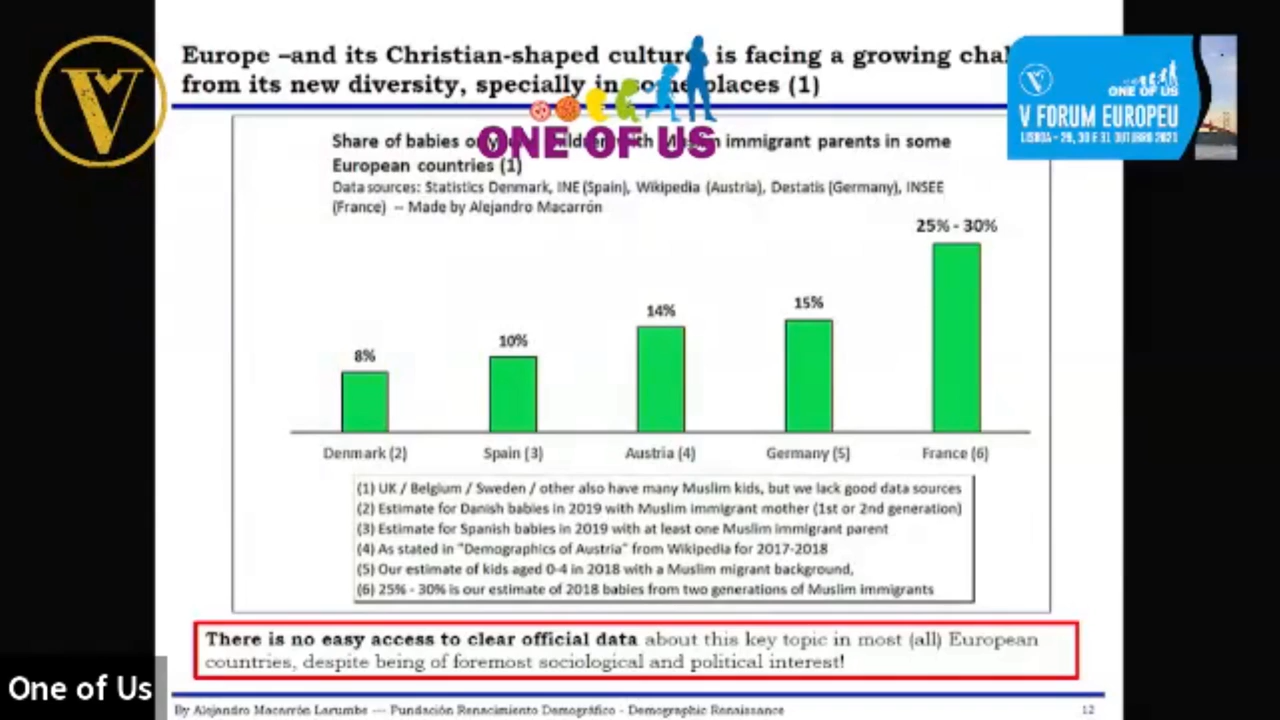 Europe –and its Christian-shaped culture is facing a growing
from its new diversity, specially in some places (1)
V
ONE OF US
ONE OF US
V FORUM EUROPEU
LISBOA - 29, 30 E 31 OUTUBRO 2021
Share of babies immigrant parents in some
European countries (1)
Data sources: Statistics Denmark, INE (Spain), Wikipedia (Austria), Destatis (Germany), INSEE
(France) -- Made by Alejandro Macarrón
25% - 30%
15%
14%
10%
8%
Denmark (2) Spain (3) Austria (4) Germany (5) France (6)
(1) UK / Belgium / Sweden / other also have many Muslim kids, but we lack good data sources
(2) Estimate for Danish babies in 2019 with Muslim immigrant mother (1st or 2nd generation)
(3) Estimate for Spanish babies in 2019 with at least one Muslim immigrant parent
(4) As stated in "Demographics of Austria" from Wikipedia for 2017-2018
(5) Our estimate of kids aged 0-4 in 2018 with a Muslim migrant background,
(6) 25% - 30% is our estimate of 2018 babies from two generations of Muslim immigrants
There is no easy access to clear official data about this key topic in most (all) European
countries, despite being of foremost sociological and political interest!
One of Us
By Alejandro Macarrón Larumbe --- Fundación Renacimiento Demográfico - Demographic Renaissance
12